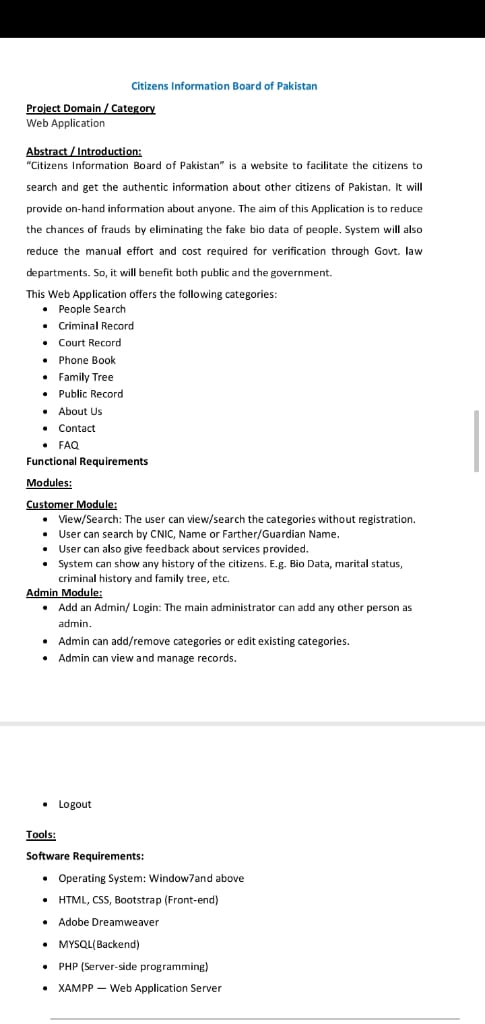 Citizens Information Board of Pakistan
Project Domain / Category
Web Application
Abstract / Introduction:
"Citizens Information Board of Pakistan" is a website to facilitate the citizens to
search and get the authentic information about other citizens of Pakistan. It will
provide on-hand information about anyone. The aim of this Application is to reduce
the chances of frauds by eliminating the fake bio data of people. System will also
reduce the manual effort and cost required for verification through Govt. law
departments. So, it will benefit both public and the government.
This Web Application offers the following categories:
• People Search
• Criminal Record
• Court Record
• Phone Book
• Family Tree
• Public Record
• About Us
• Contact
• FAQ
Functional Requirements
Modules:
Customer Module:
• View/Search: The user can view/search the categories without registration.
• User can search by CNIC, Name or Farther/Guardian Name.
• User can also give feedback about services provided.
• System can show any history of the citizens. E.g. Bio Data, marital status,
criminal history and family tree, etc.
Admin Module:
• Add an Admin/ Login: The main administrator can add any other person as
admin.
• Admin can add/remove categories or edit existing categories.
• Admin can view and manage records.
• Logout
Tools:
Software Requirements:
• Operating System: Window7and above
• HTML, CSS, Bootstrap (Front-end)
• Adobe Dreamweaver
• MYSQL(Backend)
• PHP (Server-side programming)
• XAMPP — Web Application Server